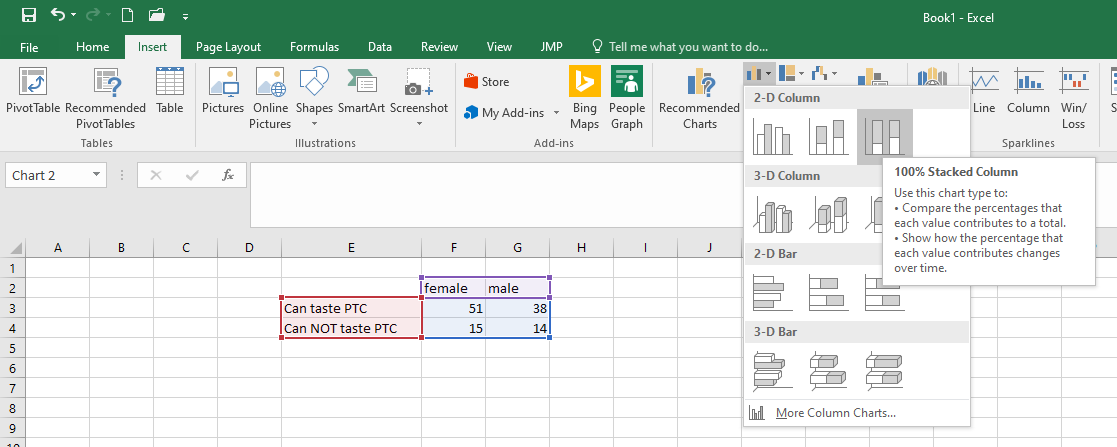 Book1 - Excel
File Home Insert Page Layout Formulas Data Review View JMP Tell me what you want to do...
PivotTable Recommended PivotTables Table
Tables
Pictures Online Pictures Shapes SmartArt Screenshot
Illustrations
Store
My Add-ins
Bing Maps People Graph
Add-ins
Recommended Charts
Line Column Win/ Loss
Sparklines
Chart 2
fx
2-D Column
100% Stacked Column
Use this chart type to:
• Compare the percentages that
each value contributes to a total.
• Show how the percentage that
each value contributes changes
over time.
3-D Column
2-D Bar
3-D Bar
More Column Charts...
A B C D E F G H I J
1
2 female male
3 Can taste PTC 51 38
4 Can NOT taste PTC 15 14
5
6
7
8
9